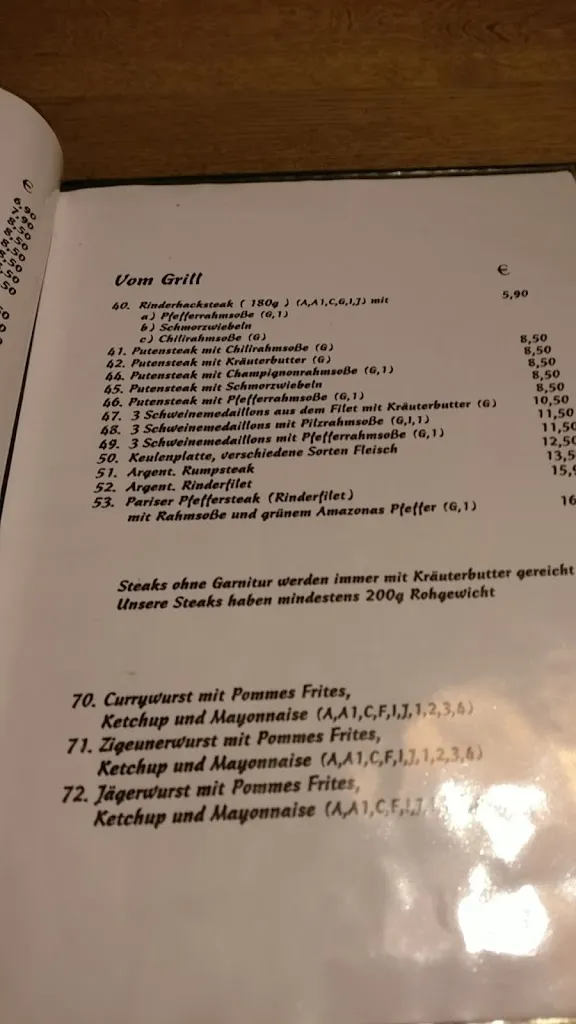 €
8,50
8,50
Vom Grill €
40. Rinderhacksteak ( 180g ) (A,A1,C,G,I,J) mit 5,90
a) Pfefferrahmsoße (G,1)
b) Schmorzwiebeln
c) Chilirahmsoße (G)
41. Putensteak mit Chilirahmsoße (G) 8,50
42. Putensteak mit Kräuterbutter (G) 8,50
44. Putensteak mit Champignonrahmsoße (G,1) 8,50
45. Putensteak mit Schmorzwiebeln 8,50
46. Putensteak mit Pfefferrahmsoße (G,1) 8,50
47. 3 Schweinemedaillons aus dem Filet mit Kräuterbutter (G) 10,50
48. 3 Schweinemedaillons mit Pilzrahmsoße (G,I,1) 11,50
49. 3 Schweinemedaillons mit Pfefferrahmsoße (G,1) 11,50
50. Keulenplatte, verschiedene Sorten Fleisch 12,50
51. Argent. Rumpsteak 13,5
52. Argent. Rinderfilet 15,
53. Pariser Pfeffersteak (Rinderfilet)
mit Rahmsoße und grünem Amazonas Pfeffer (G,1) 16
Steaks ohne Garnitur werden immer mit Kräuterbutter gereicht
Unsere Steaks haben mindestens 200g Rohgewicht
70. Currywurst mit Pommes Frites,
Ketchup und Mayonnaise (A,A1,C,F,I,J,1,2,3,6)
71. Zigeunerwurst mit Pommes Frites,
Ketchup und Mayonnaise (A,A1,C,F,I,J,1,2,3,6)
72. Jägerwurst mit Pommes Frites,
Ketchup und Mayonnaise (A,A1,C,F,I,J,